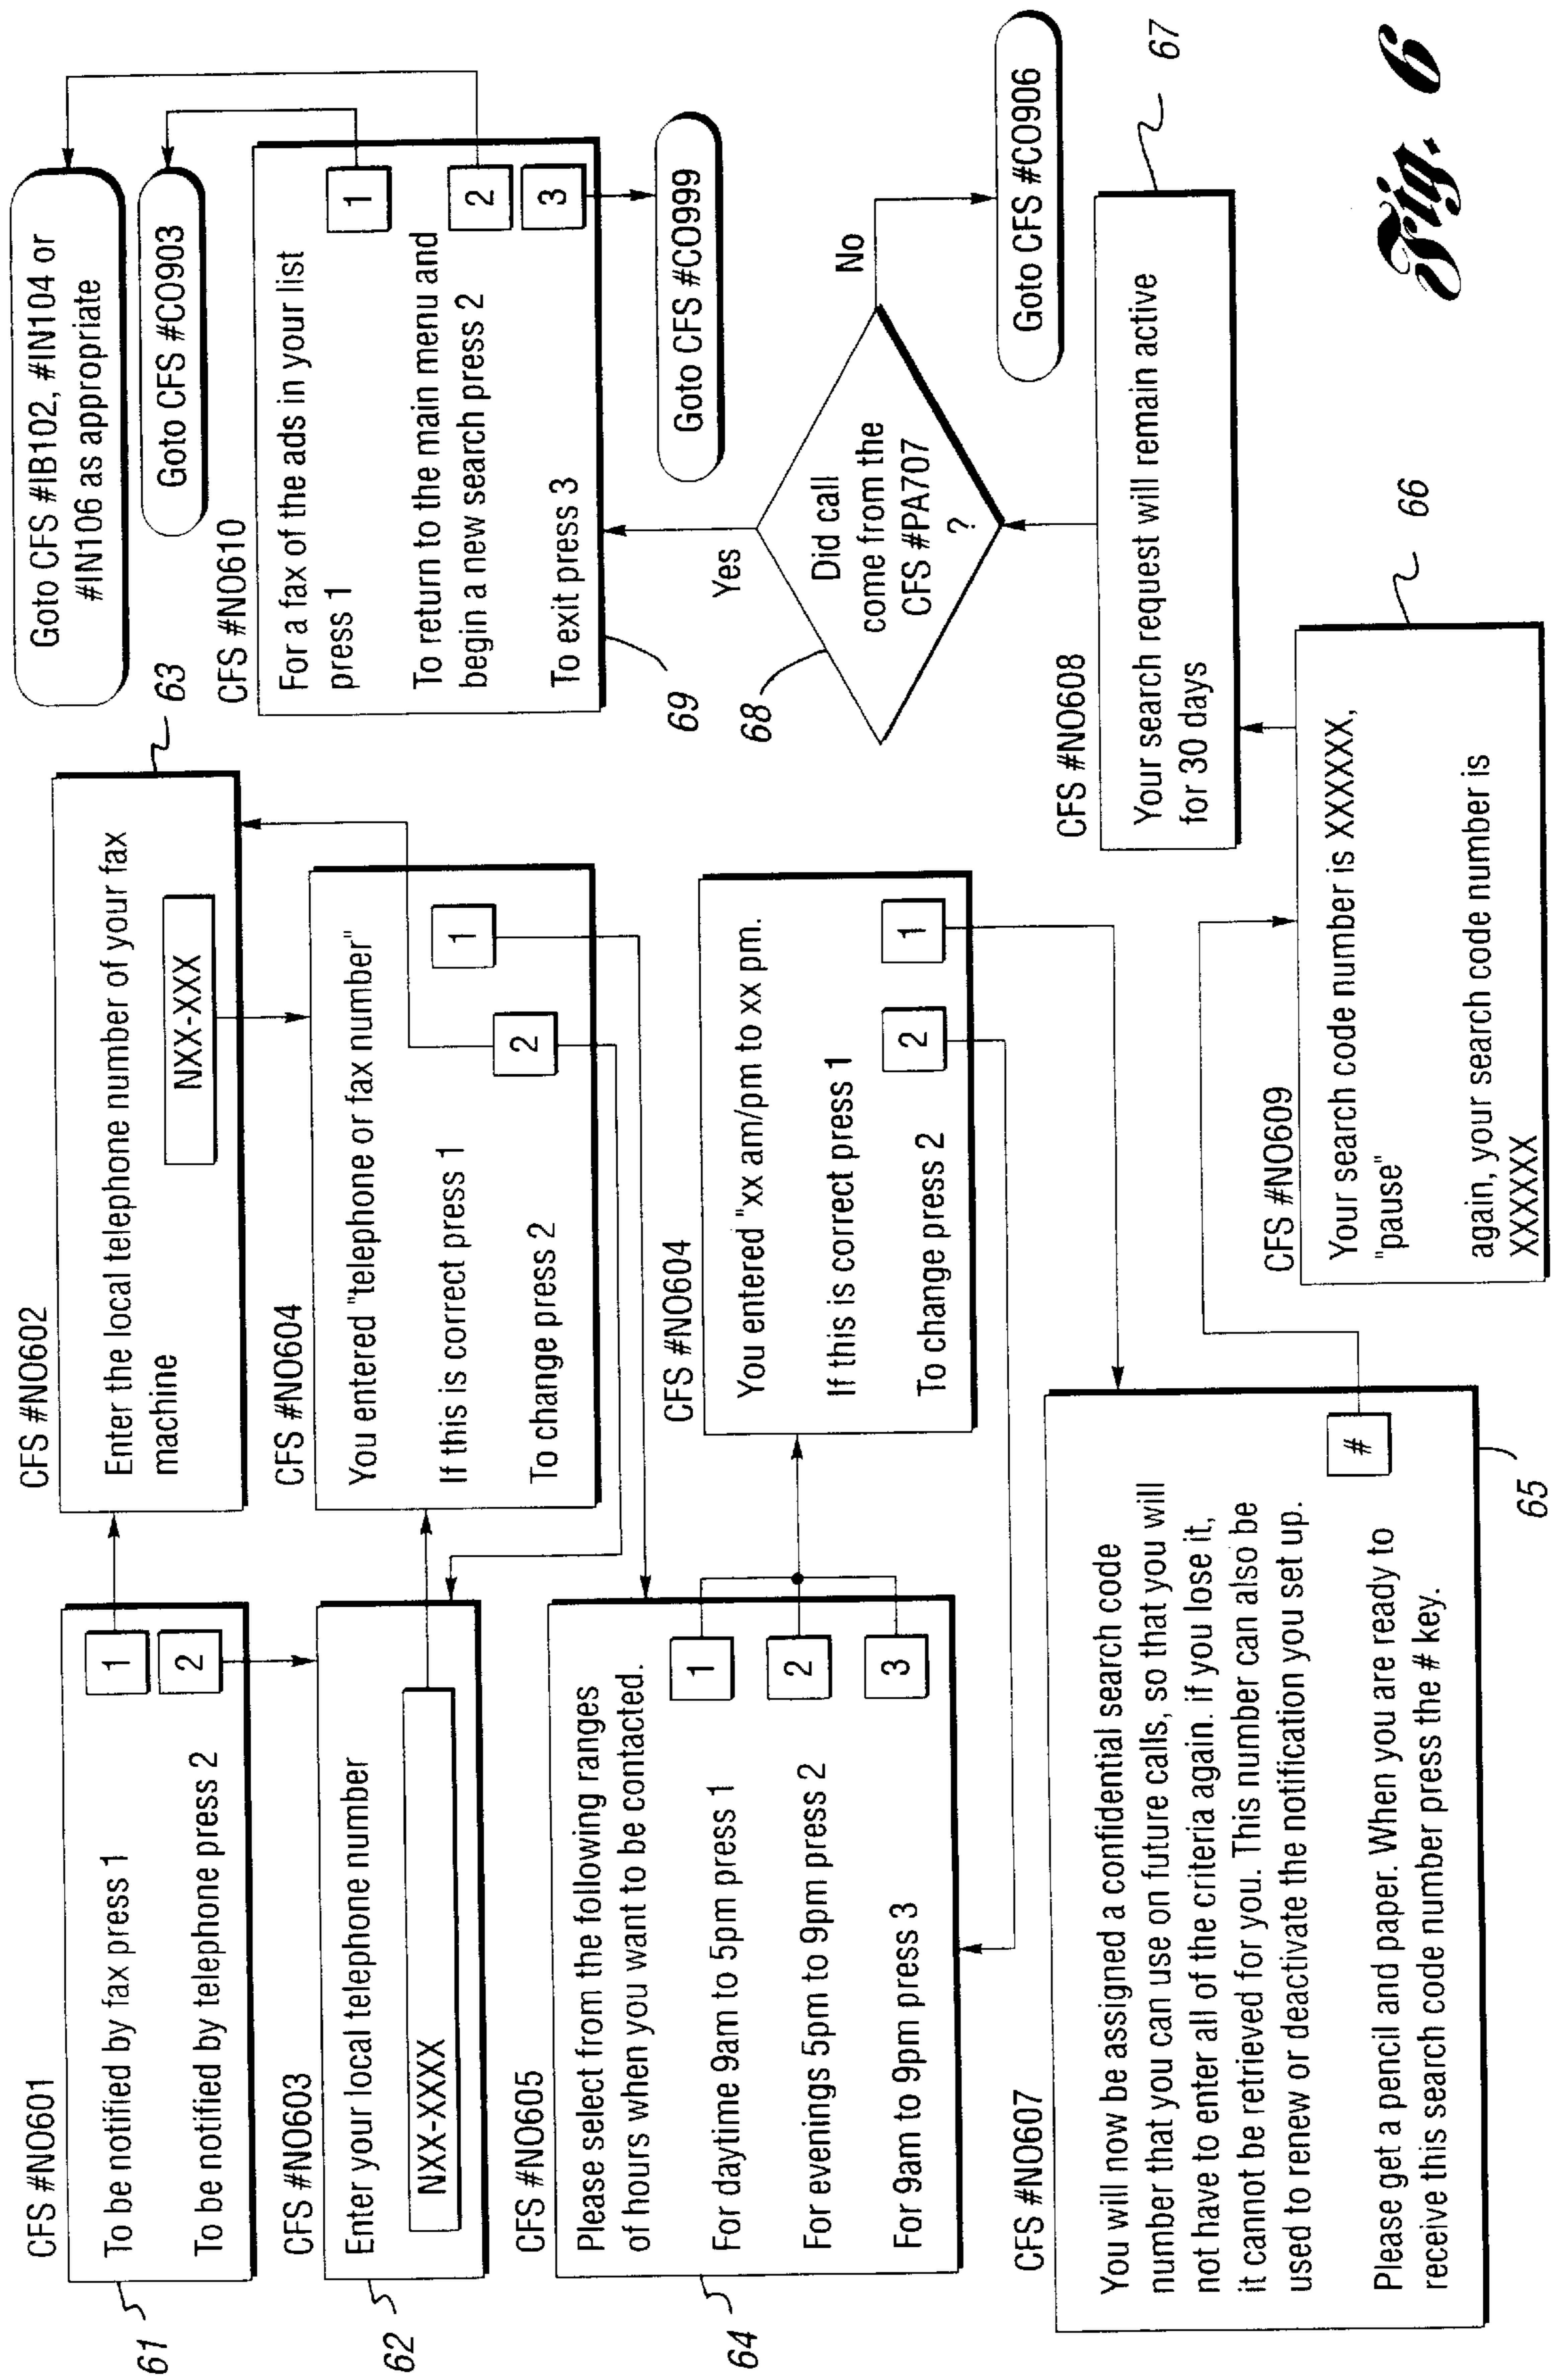 CFS #NO601
To be notified by fax press 1
1
To be notified by telephone press 2
2
61
CFS #NO602
Enter the local telephone number of your fax
machine
NXX-XXX
63
CFS #NO603
Enter your local telephone number
NXX-XXXX
62
CFS #NO604
You entered "telephone or fax number"
If this is correct press 1
1
To change press 2
2
CFS #NO605
Please select from the following ranges
of hours when you want to be contacted.
For daytime 9am to 5pm press 1
1
For evenings 5pm to 9pm press 2
2
For 9am to 9pm press 3
3
64
CFS #NO604
You entered "xx am/pm to xx pm.
If this is correct press 1
1
To change press 2
2
CFS #NO607
You will now be assigned a confidential search code
number that you can use on future calls, so that you will
not have to enter all of the criteria again. if you lose it,
it cannot be retrieved for you. This number can also be
used to renew or deactivate the notification you set up.
Please get a pencil and paper. When you are ready to
receive this search code number press the # key.
#
65
CFS #NO609
Your search code number is XXXXXX,
"pause"
again, your search code number is
XXXXXX
66
CFS #NO608
Your search request will remain active
for 30 days
67
Did call
come from the
CFS #PA707
?
68
Yes
No
Goto CFS #CO906
CFS #NO610
For a fax of the ads in your list
press 1
1
To return to the main menu and
begin a new search press 2
2
To exit press 3
3
69
Goto CFS #IB102, #IN104 or
#IN106 as appropriate
Goto CFS #CO903
Goto CFS #CO999
Fig. 6